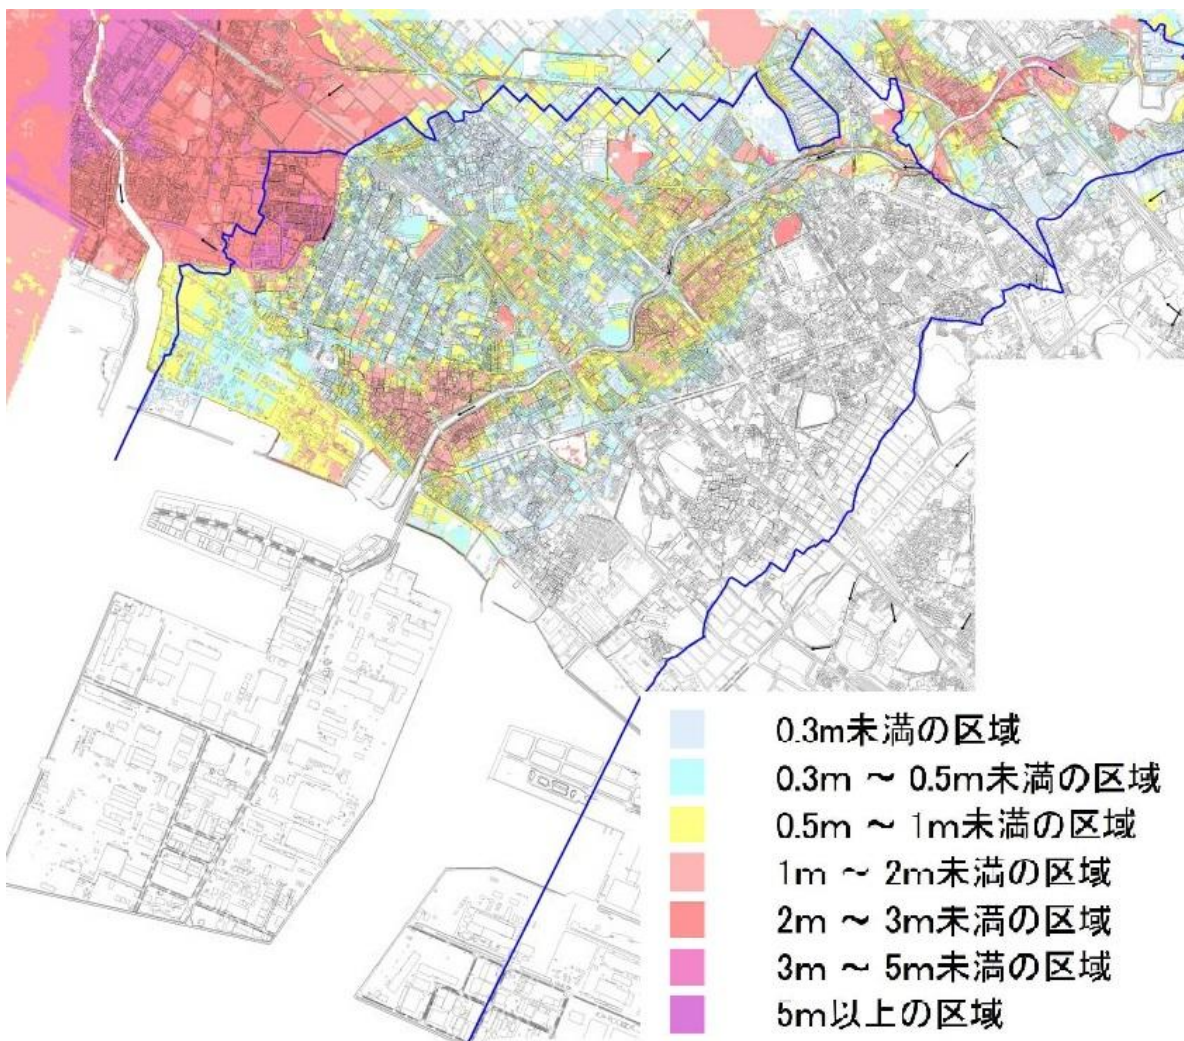 0.3m未満の区域
0.3m ～ 0.5m未満の区域
0.5m ～ 1m未満の区域
1m ～ 2m未満の区域
2m ～ 3m未満の区域
3m ～ 5m未満の区域
5m以上の区域